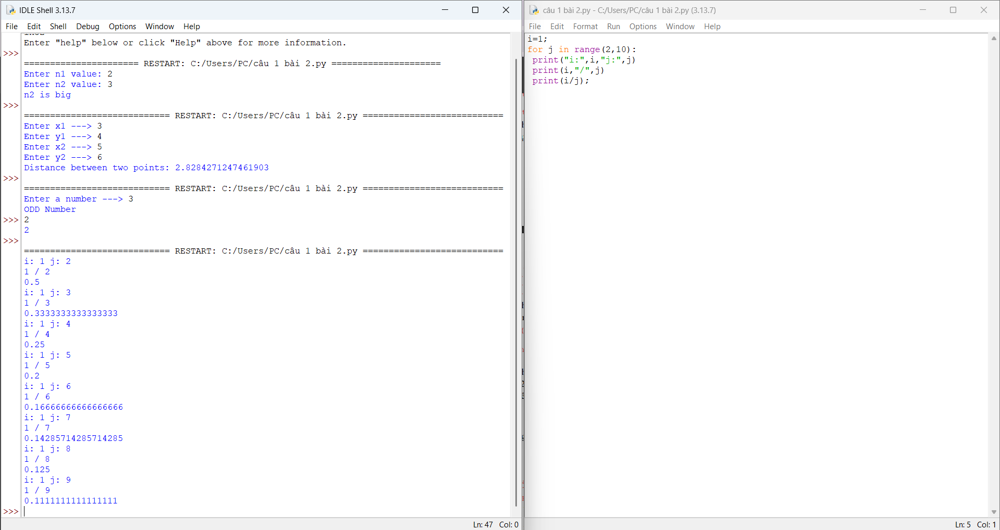 IDLE Shell 3.13.7
File Edit Shell Debug Options Window Help
Enter "help" below or click "Help" above for more information.
>>>
====================== RESTART: C:/Users/PC/câu 1 bài 2.py =====================
Enter n1 value: 2
Enter n2 value: 3
n2 is big
>>>
============================ RESTART: C:/Users/PC/câu 1 bài 2.py ===========================
Enter x1 ---> 3
Enter y1 ---> 4
Enter x2 ---> 5
Enter y2 ---> 6
Distance between two points: 2.8284271247461903
>>>
============================ RESTART: C:/Users/PC/câu 1 bài 2.py ===========================
Enter a number ---> 3
ODD Number
>>> 2
2
>>>
============================ RESTART: C:/Users/PC/câu 1 bài 2.py ===========================
i: 1 j: 2
1 / 2
0.5
i: 1 j: 3
1 / 3
0.3333333333333333
i: 1 j: 4
1 / 4
0.25
i: 1 j: 5
1 / 5
0.2
i: 1 j: 6
1 / 6
0.16666666666666666
i: 1 j: 7
1 / 7
0.14285714285714285
i: 1 j: 8
1 / 8
0.125
i: 1 j: 9
1 / 9
0.1111111111111111
>>>
Ln: 47 Col: 0
câu 1 bài 2.py - C:/Users/PC/câu 1 bài 2.py (3.13.7)
File Edit Format Run Options Window Help
i=1;
for j in range(2,10):
 print("i:",i,"j:",j)
 print(i,"/",j)
 print(i/j);
Ln: 5 Col: 1